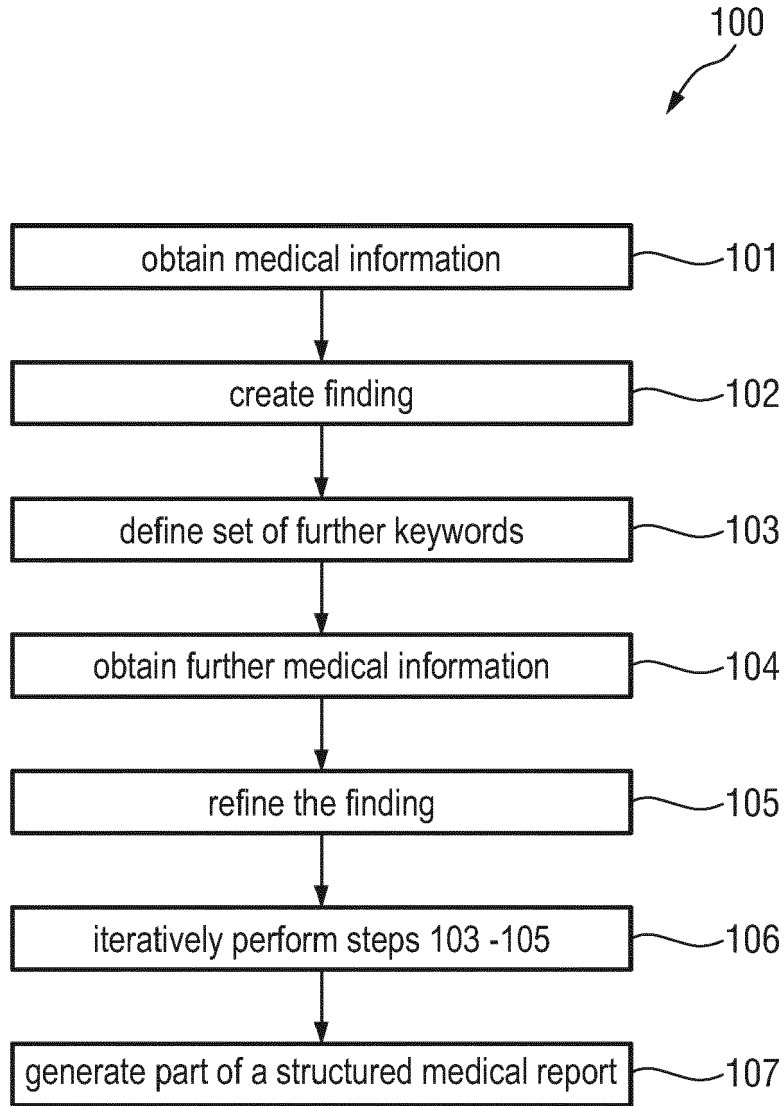 100
obtain medical information 101
create finding 102
define set of further keywords 103
obtain further medical information 104
refine the finding 105
iteratively perform steps 103 -105 106
generate part of a structured medical report 107